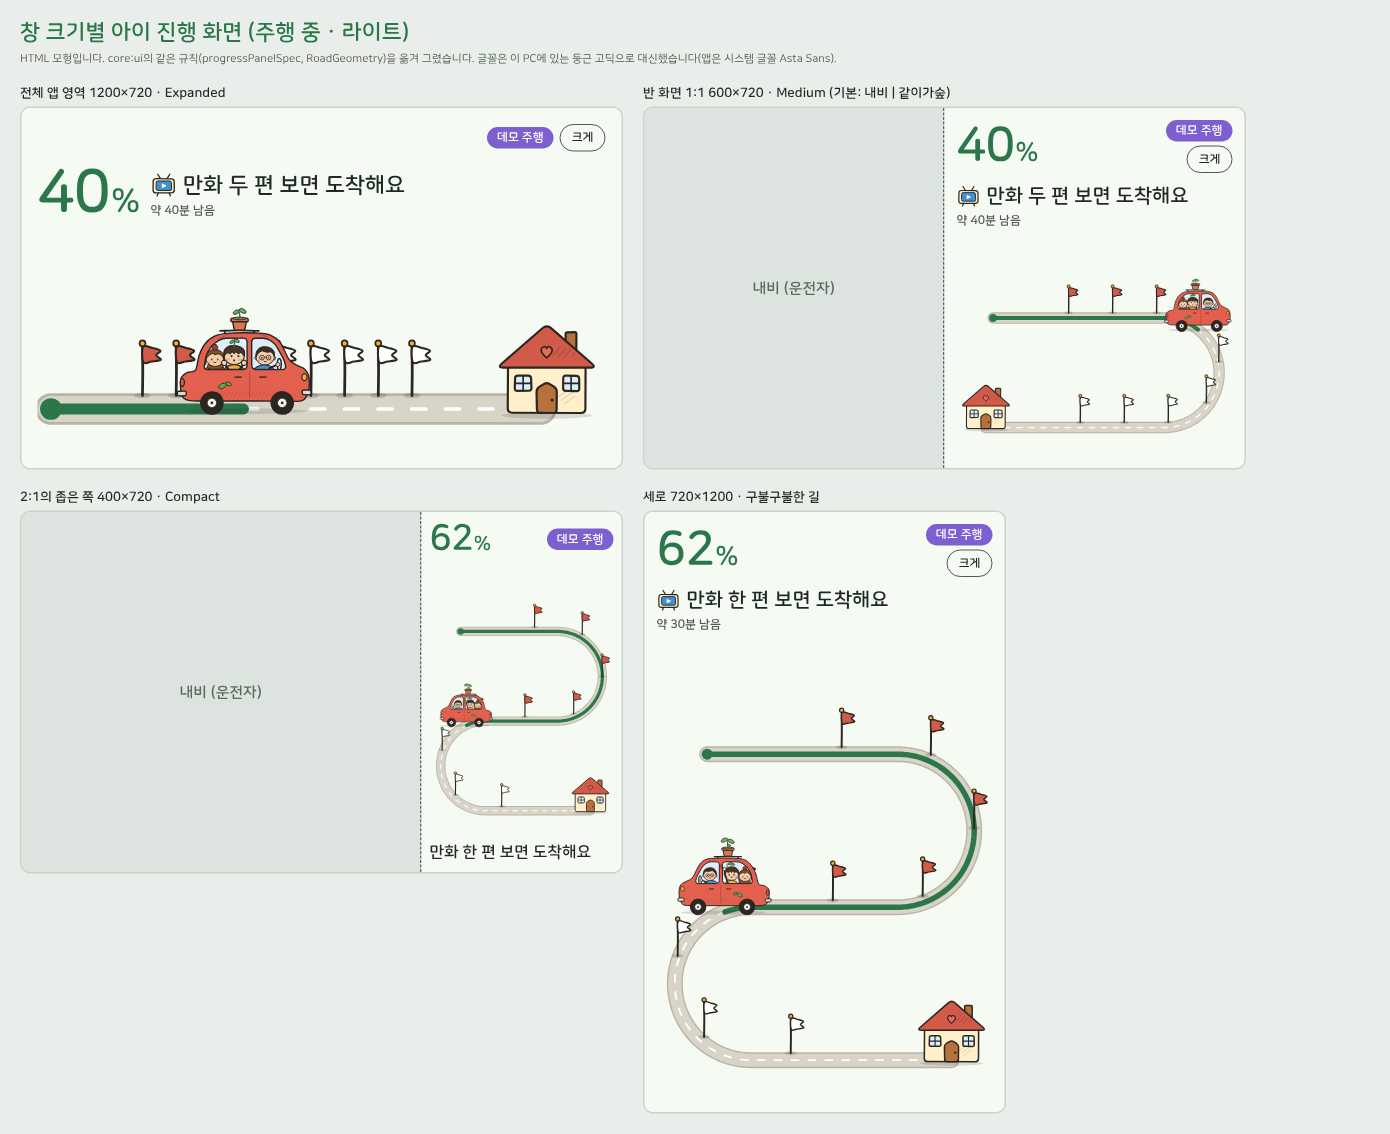 창 크기별 아이 진행 화면 (주행 중 · 라이트)
HTML 모형입니다. core:ui의 같은 규칙(progressPanelSpec, RoadGeometry)을 옮겨 그렸습니다. 글꼴은 이 PC에 있는 둥근 고딕으로 대신했습니다(앱은 시스템 글꼴 Asta Sans).
전체 앱 영역 1200×720 · Expanded
데모 주행
크게
40%
만화 두 편 보면 도착해요
약 40분 남음
반 화면 1:1 600×720 · Medium (기본: 내비 | 같이가숲)
내비 (운전자)
40%
데모 주행
크게
만화 두 편 보면 도착해요
약 40분 남음
2:1의 좁은 쪽 400×720 · Compact
내비 (운전자)
62%
데모 주행
만화 한 편 보면 도착해요
세로 720×1200 · 구불구불한 길
62%
데모 주행
크게
만화 한 편 보면 도착해요
약 30분 남음